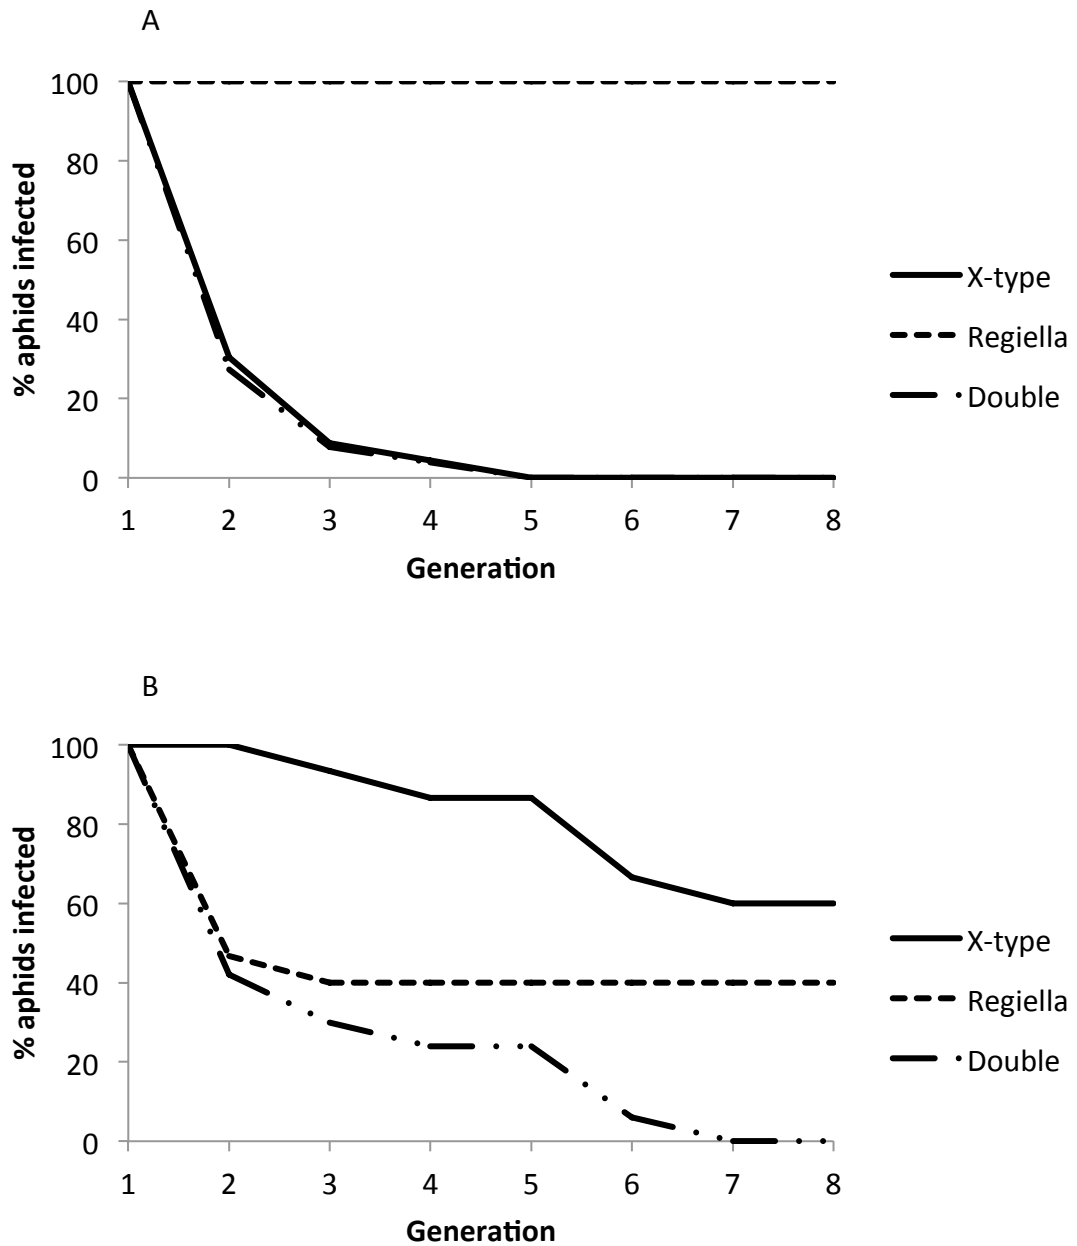 A
100
80
60
40
20
0
% aphids infected
1 2 3 4 5 6 7 8
Generation
X-type
Regiella
Double
B
100
80
60
40
20
0
% aphids infected
1 2 3 4 5 6 7 8
Generation
X-type
Regiella
Double